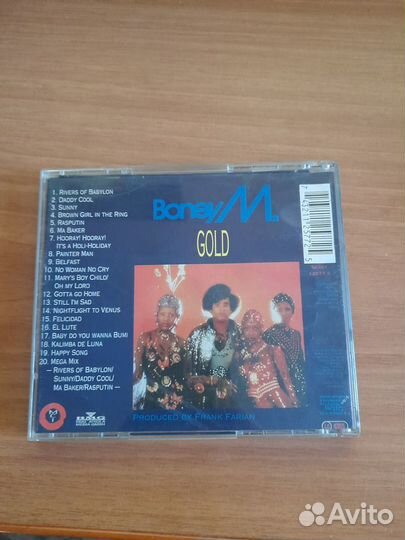 1. RIVERS OF BABYLON
2. DADDY COOL
3. SUNNY
4. BROWN GIRL IN THE RING
5. RASPUTIN
6. MA BAKER
7. HOORAY! HOORAY!
IT'S A HOLI-HOLIDAY
8. PAINTER MAN
9. BELFAST
10. NO WOMAN NO CRY
11. MARY'S BOY CHILD/
OH MY LORD
12. GOTTA GO HOME
13. STILL I'M SAD
14. NIGHTFLIGHT TO VENUS
15. FELICIDAD
16. EL LUTE
17. BABY DO YOU WANNA BUMP
18. KALIMBA DE LUNA
19. HAPPY SONG
20. MEGA MIX
— RIVERS OF BABYLON/
SUNNY/DADDY COOL/
MA BAKER/RASPUTIN —
Boney M.
GOLD
PRODUCED BY FRANK FARIAN
BMG
Avito